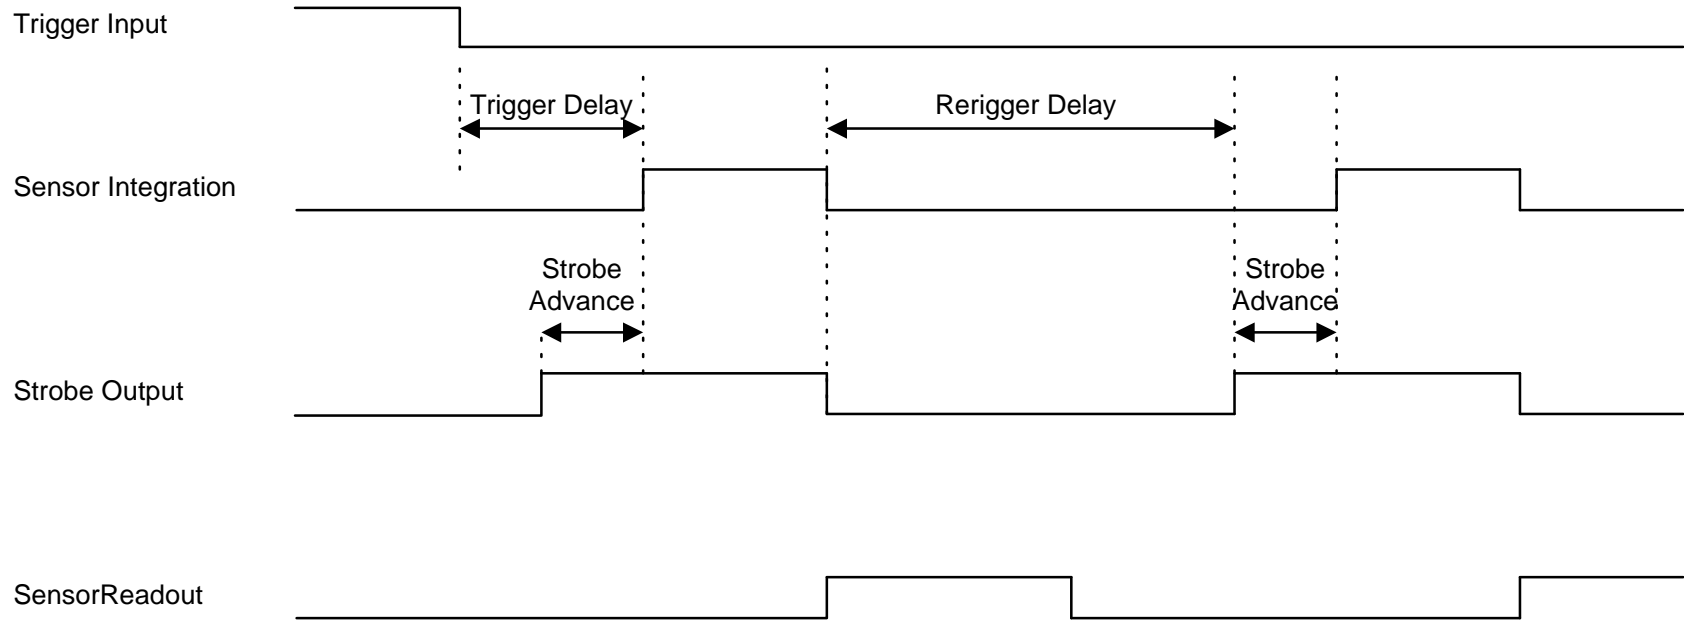 Trigger Input
Trigger Delay
Rerigger Delay
Sensor Integration
Strobe
Advance
Strobe
Advance
Strobe Output
SensorReadout